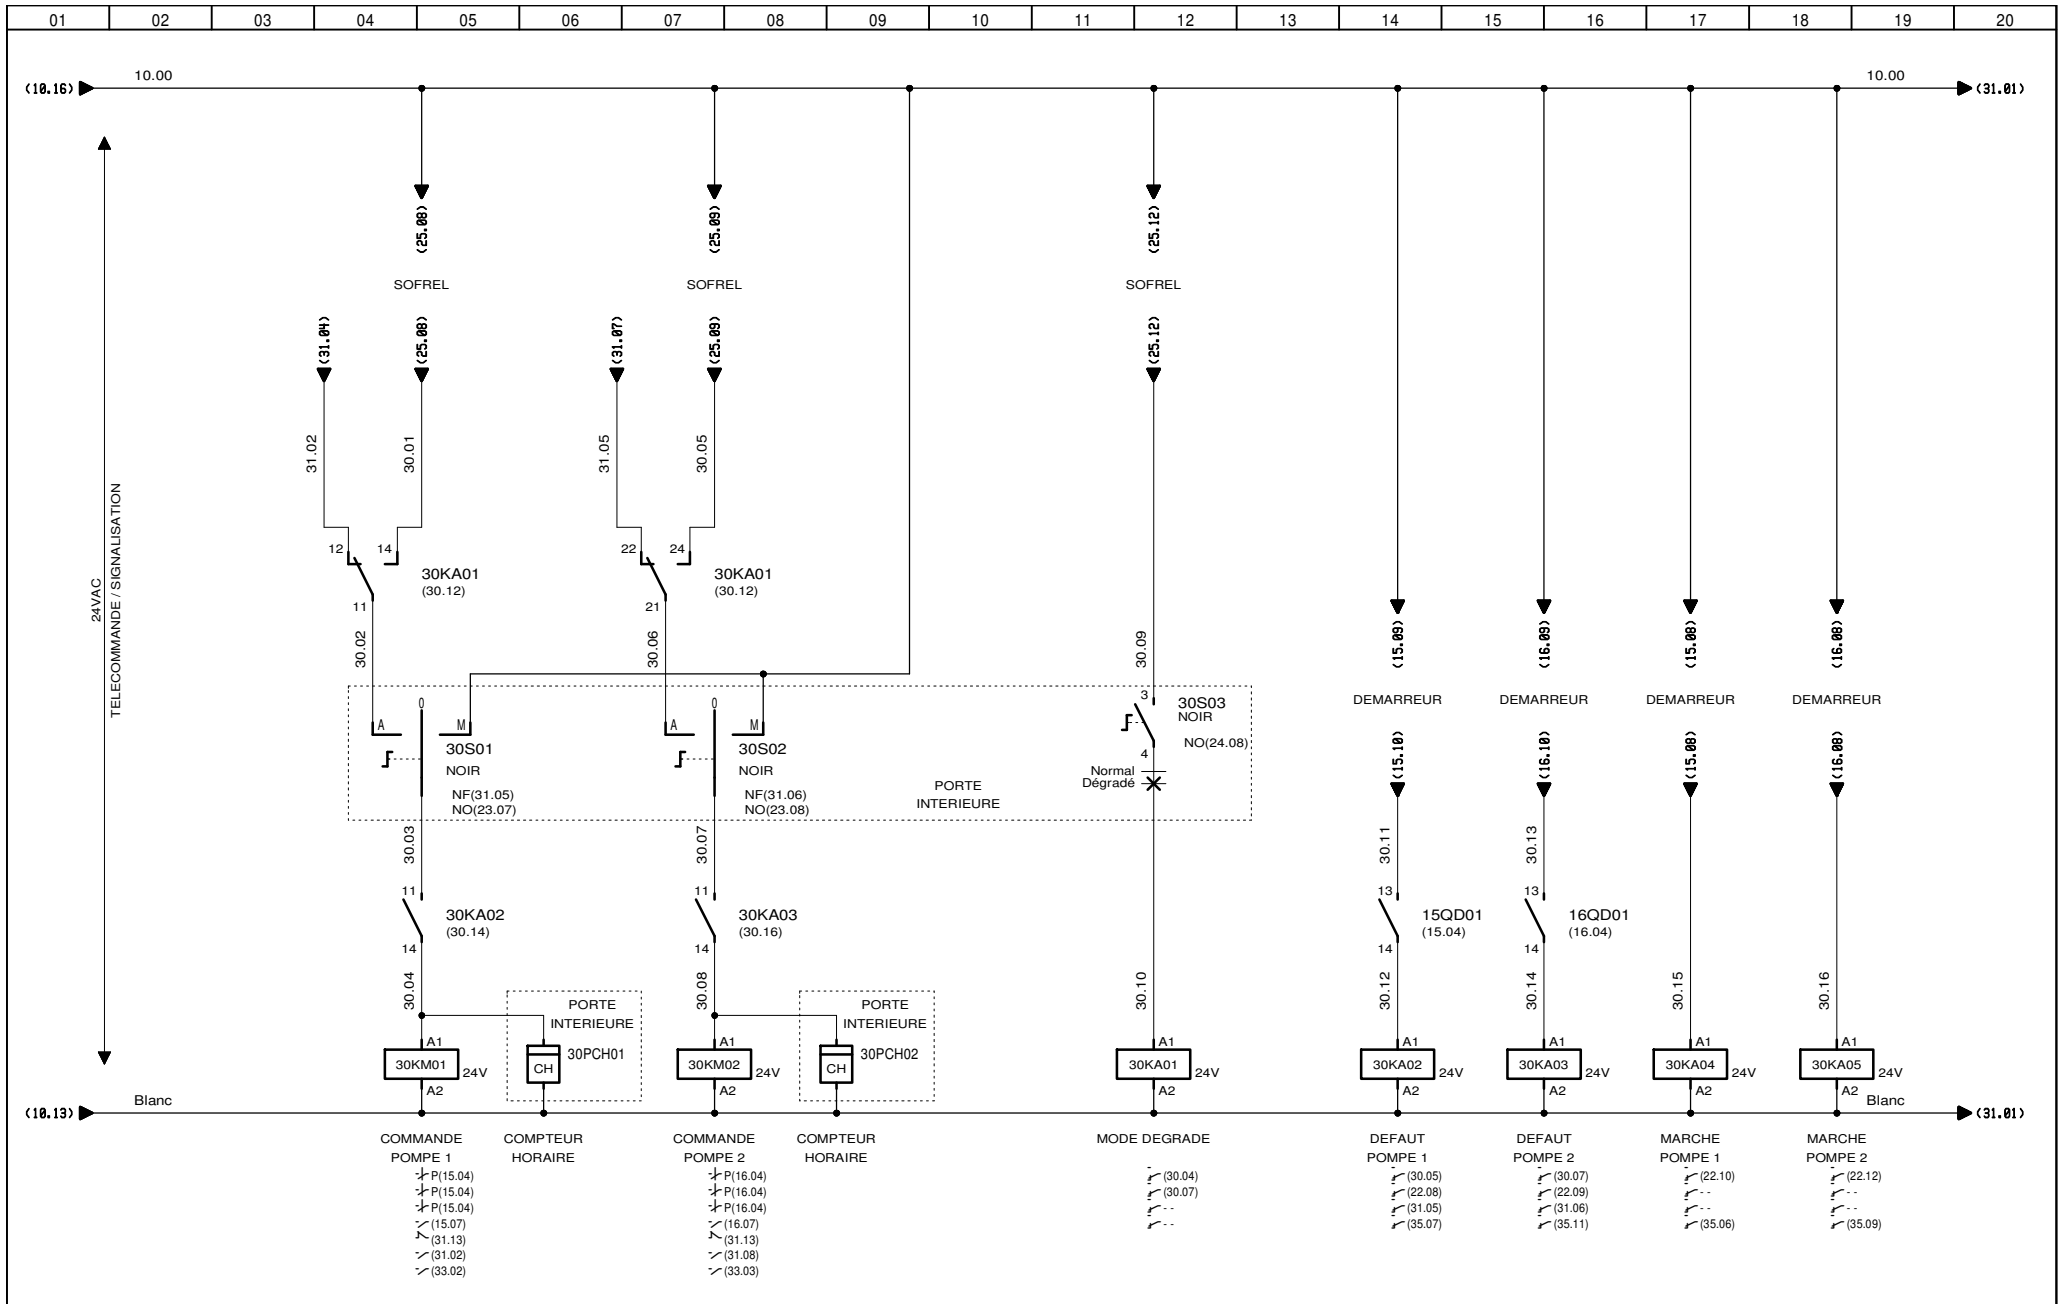 01 02 03 04 05 06 07 08 09 10 11 12 13 14 15 16 17 18 19 20
10.00 10.00
(10.16) (31.01)
24VAC
TELECOMMANDE / SIGNALISATION
(25.08) (25.09) (25.12)
SOFREL SOFREL SOFREL
(31.04) (25.08) (31.07) (25.09) (25.12)
31.02 30.01 31.05 30.05
12 14 22 24
30KA01 30KA01
(30.12) (30.12)
11 21
30.02 30.06 30.09
(15.09) (16.09) (15.08) (16.08)
DEMARREUR DEMARREUR DEMARREUR DEMARREUR
(15.10) (16.10) (15.08) (16.08)
0 0 3
30S03
NOIR
A M A M
NO(24.08)
30S01 30S02 4
NOIR NOIR
Normal
Dégradé
PORTE
INTERIEURE
NF(31.05) NF(31.06)
NO(23.07) NO(23.08)
30.03 30.07 30.11 30.13
11 11 13 13
30KA02 30KA03 15QD01 16QD01
(30.14) (30.16) (15.04) (16.04)
14 14 14 14
30.04 30.08 30.10 30.12 30.14 30.15 30.16
PORTE PORTE
INTERIEURE INTERIEURE
A1 A1 A1 A1 A1 A1 A1
30PCH01 30PCH02
30KM01 24V CH 30KM02 24V CH 30KA01 24V 30KA02 24V 30KA03 24V 30KA04 24V 30KA05 24V
A2 A2 A2 A2 A2 A2 A2
Blanc Blanc
(10.13) (31.01)
COMMANDE COMPTEUR COMMANDE COMPTEUR MODE DEGRADE DEFAUT DEFAUT MARCHE MARCHE
POMPE 1 HORAIRE POMPE 2 HORAIRE POMPE 1 POMPE 2 POMPE 1 POMPE 2
P(15.04) P(16.04) (30.04) (30.05) (30.07) (22.10) (22.12)
P(15.04) P(16.04) (30.07) (22.08) (22.09) - - - -
P(15.04) P(16.04) - - (31.05) (31.06) - - - -
(15.07) (16.07) - - (35.07) (35.11) (35.06) (35.09)
(31.13) (31.13)
(31.02) (31.08)
(33.02) (33.03)